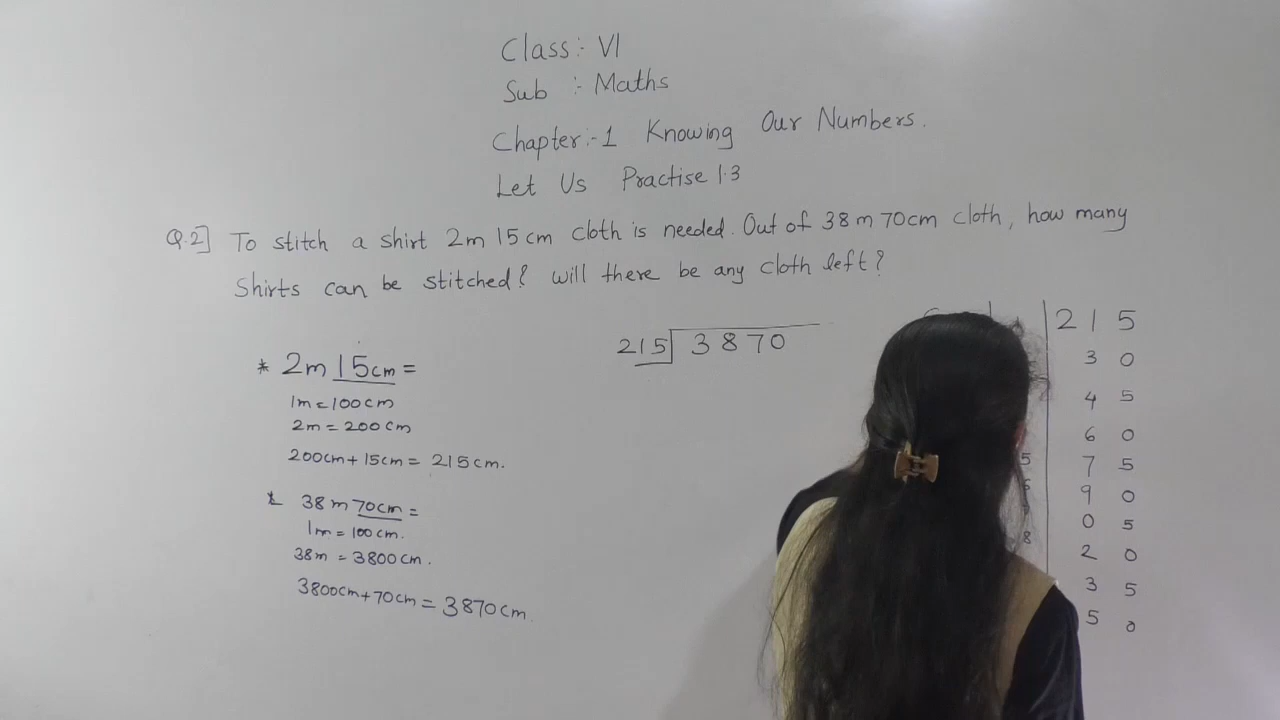 Class:- VI
Sub :- Maths
Chapter:-1 Knowing Our Numbers.
Let Us Practise 1.3
Q.2] To stitch a shirt 2m 15cm cloth is needed. Out of 38m 70cm cloth, how many
Shirts can be stitched? will there be any cloth left?
* 2m 15cm =
1m=100cm
2m=200cm
200cm+15cm= 215cm.
* 38m 70cm=
1m=100cm.
38m =3800cm.
3800cm+70cm=3870cm.
215 3870
2 1 5
3 0
4 5
6 0
5 7 5
6 9 0
0 5
8 2 0
3 5
5 0